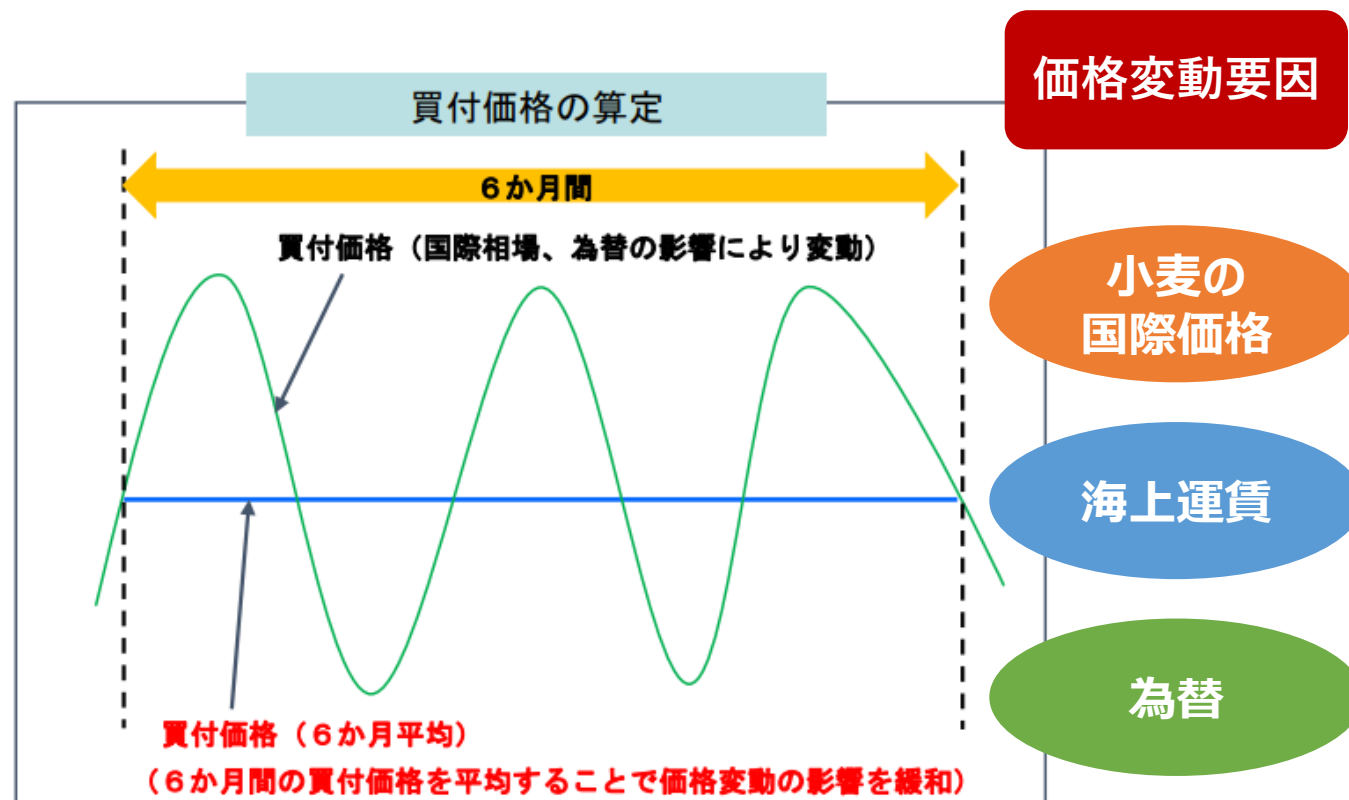 価格変動要因
買付価格の算定
６か月間
買付価格（国際相場、為替の影響により変動）
小麦の
国際価格
海上運賃
為替
買付価格（６か月平均）
（６か月間の買付価格を平均することで価格変動の影響を緩和）